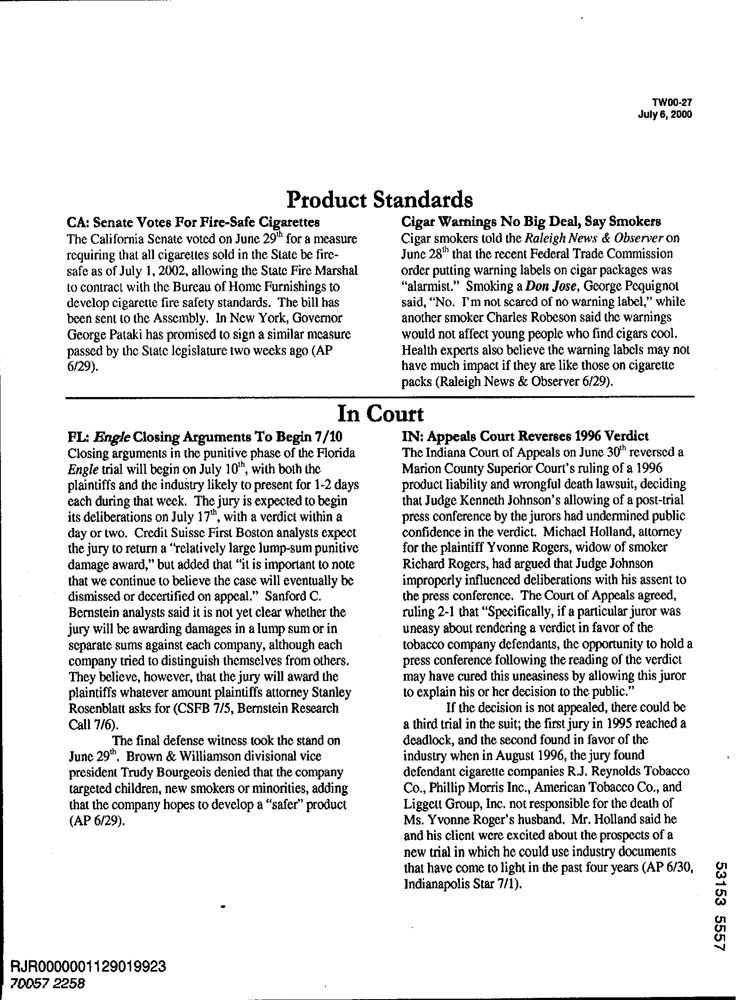 TW00-27
July 6, 2000
Product Standards
CA: Senate Votes For Fire-Safe Cigarettes
The California Senate voted on June 29th for a measure
requiring that all cigarettes sold in the State be fire-
safe as of July 1, 2002, allowing the State Fire Marshal
to contract with the Bureau of Home Furnishings to
develop cigarette fire safety standards. The bill has
been sent to the Assembly. In New York, Governor
George Pataki has promised to sign a similar measure
passed by the State legislature two weeks ago (AP
6/29).
Cigar Warnings No Big Deal, Say Smokers
Cigar smokers told the Raleigh News & Observer on
June 28th that the recent Federal Trade Commission
order putting warning labels on cigar packages was
"alarmist." Smoking a Don Jose, George Pequignot
said, "No. I'm not scared of no warning label," while
another smoker Charles Robeson said the warnings
would not affect young people who find cigars cool.
Health experts also believe the warning labels may not
have much impact if they are like those on cigarette
packs (Raleigh News & Observer 6/29).
In Court
FL: Engle Closing Arguments To Begin 7/10
Closing arguments in the punitive phase of the Florida
Engle trial will begin on July 10th, with both the
plaintiffs and the industry likely to present for 1-2 days
each during that week. The jury is expected to begin
its deliberations on July 17th, with a verdict within a
day or two. Credit Suisse First Boston analysts expect
the jury to return a "relatively large lump-sum punitive
damage award," but added that "it is important to note
that we continue to believe the case will eventually be
dismissed or decertified on appeal." Sanford C.
Bernstein analysts said it is not yet clear whether the
jury will be awarding damages in a lump sum or in
separate sums against each company, although each
company tried to distinguish themselves from others.
They believe, however, that the jury will award the
plaintiffs whatever amount plaintiffs attorney Stanley
Rosenblatt asks for (CSFB 7/5, Bernstein Research
Call 7/6).
The final defense witness took the stand on
June 29th. Brown & Williamson divisional vice
president Trudy Bourgeois denied that the company
targeted children, new smokers or minorities, adding
that the company hopes to develop a "safer" product
(AP 6/29).
IN: Appeals Court Reverses 1996 Verdict
The Indiana Court of Appeals on June 30th reversed a
Marion County Superior Court's ruling of a 1996
product liability and wrongful death lawsuit, deciding
that Judge Kenneth Johnson's allowing of a post-trial
press conference by the jurors had undermined public
confidence in the verdict. Michael Holland, attorney
for the plaintiff Yvonne Rogers, widow of smoker
Richard Rogers, had argued that Judge Johnson
improperly influenced deliberations with his assent to
the press conference. The Court of Appeals agreed,
ruling 2-1 that "Specifically, if a particular juror was
uneasy about rendering a verdict in favor of the
tobacco company defendants, the opportunity to hold a
press conference following the reading of the verdict
may have cured this uneasiness by allowing this juror
to explain his or her decision to the public."
If the decision is not appealed, there could be
a third trial in the suit; the first jury in 1995 reached a
deadlock, and the second found in favor of the
industry when in August 1996, the jury found
defendant cigarette companies R.J. Reynolds Tobacco
Co., Phillip Morris Inc., American Tobacco Co., and
Liggett Group, Inc. not responsible for the death of
Ms. Yvonne Roger's husband. Mr. Holland said he
and his client were excited about the prospects of a
new trial in which he could use industry documents
that have come to light in the past four years (AP 6/30,
Indianapolis Star 7/1).
53153 5557
RJR0000001129019923
70057 2258